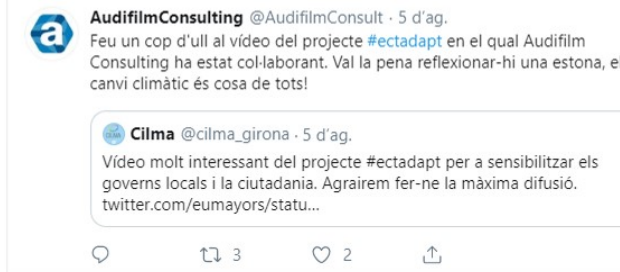 AudifilmConsulting @AudifilmConsult · 5 d'ag.
Feu un cop d'ull al vídeo del projecte #ectadapt en el qual Audifilm
Consulting ha estat col·laborant. Val la pena reflexionar-hi una estona, el
canvi climàtic és cosa de tots!
Cilma @cilma_girona · 5 d'ag.
Vídeo molt interessant del projecte #ectadapt per a sensibilitzar els
governs locals i la ciutadania. Agrairem fer-ne la màxima difusió.
twitter.com/eumayors/statu...
3 2